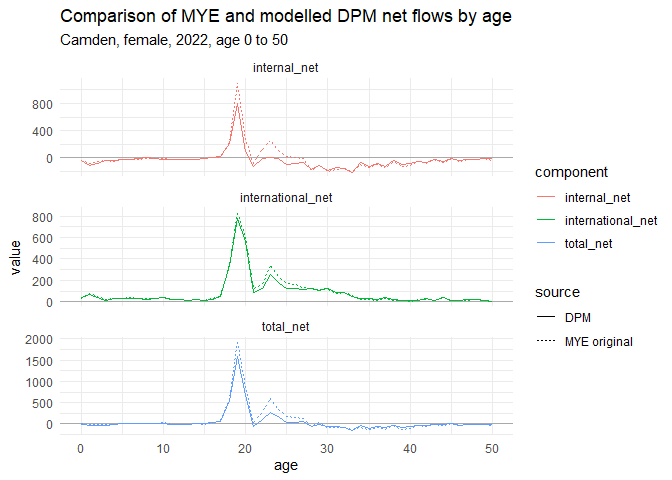 Comparison of MYE and modelled DPM net flows by age
Camden, female, 2022, age 0 to 50
internal_net
800
400
0
international_net
800
600
400
200
0
total_net
2000
1500
1000
500
0
0 10 20 30 40 50
age
value
component
internal_net
international_net
total_net
source
DPM
MYE original